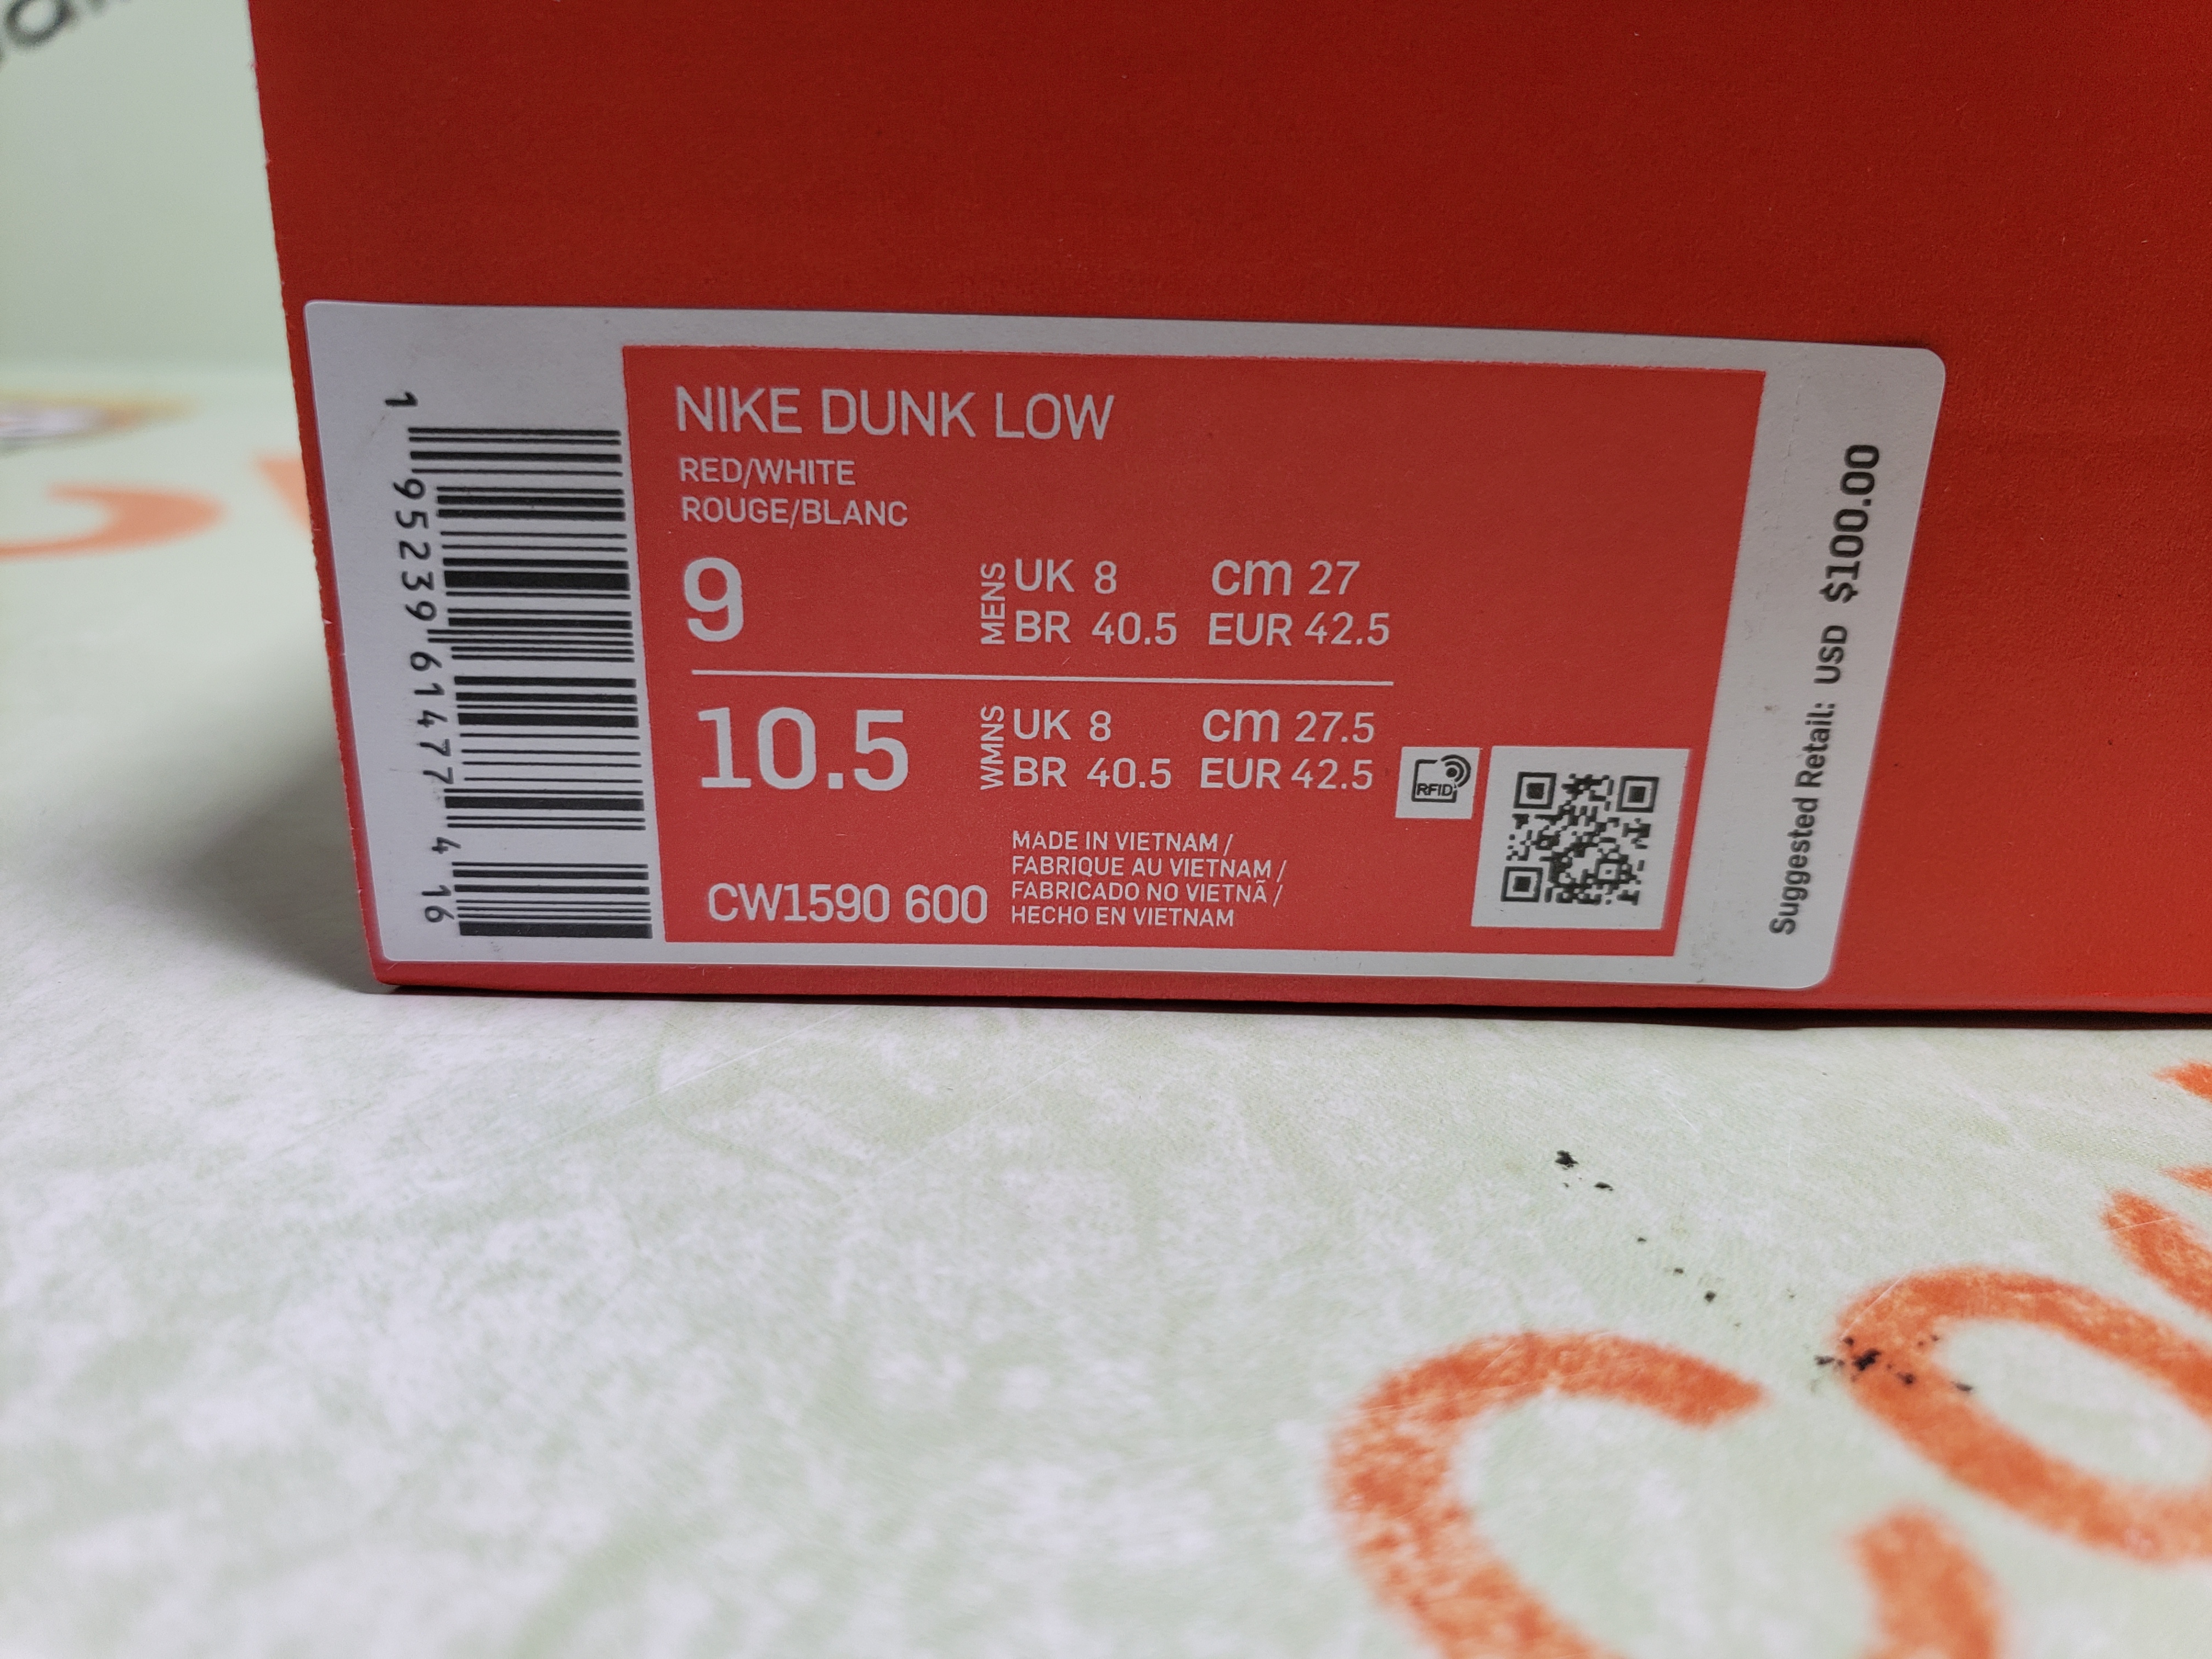 NIKE DUNK LOW
RED/WHITE
ROUGE/BLANC
9
MENS
UK 8 cm 27
BR 40.5 EUR 42.5
10.5
WMNS
UK 8 cm 27.5
BR 40.5 EUR 42.5
RFID
MADE IN VIETNAM /
FABRIQUE AU VIETNAM /
FABRICADO NO VIETNÃ /
HECHO EN VIETNAM
CW1590 600
1 95239 61477 4 16
Suggested Retail: USD $100.00